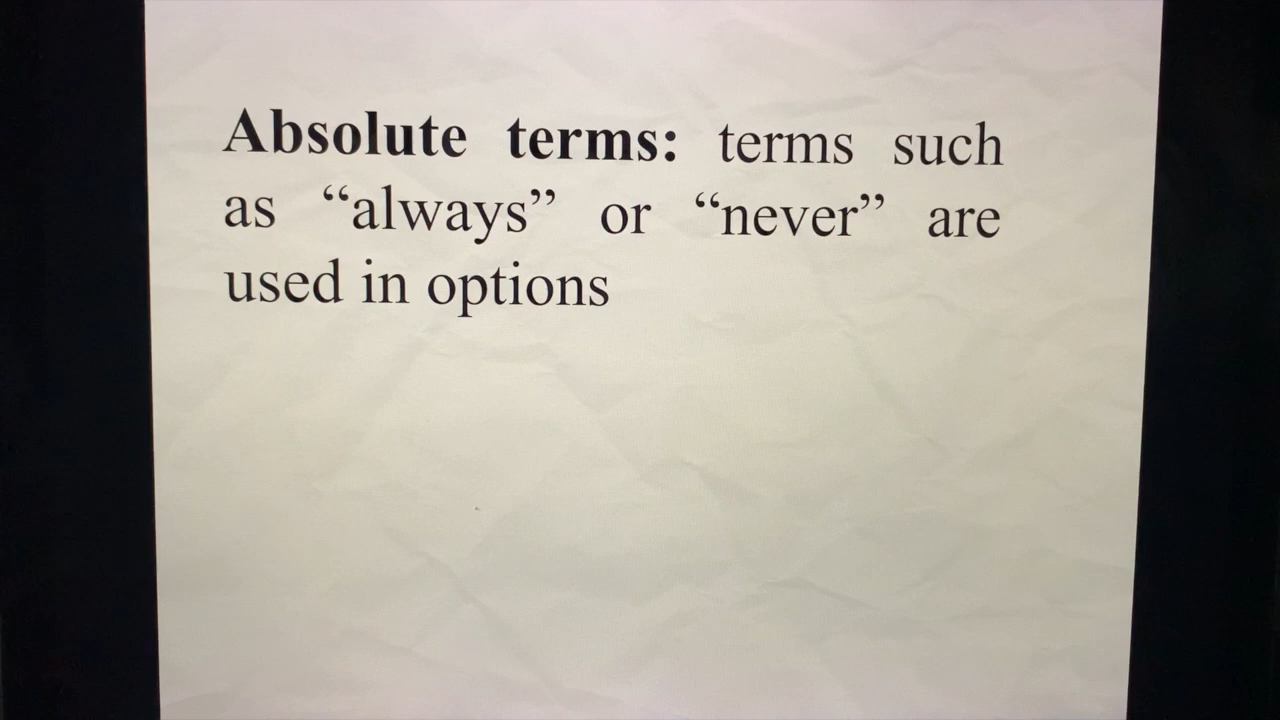 Absolute terms: terms such
as “always” or “never” are
used in options